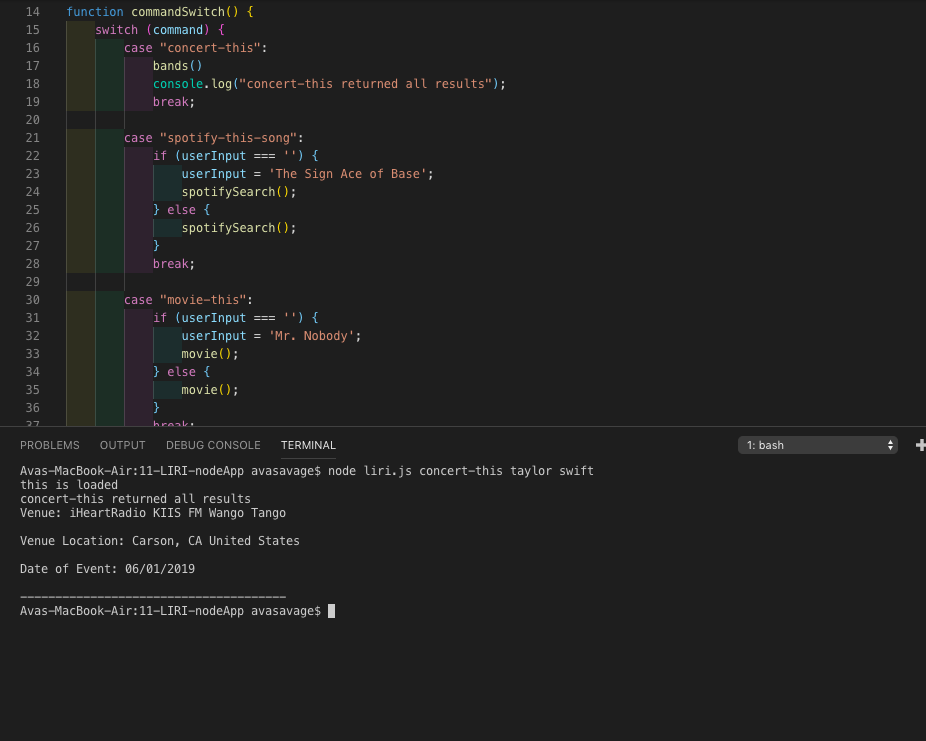 14 function commandSwitch() {
15 switch (command) {
16 case "concert-this":
17 bands()
18 console.log("concert-this returned all results");
19 break;
20
21 case "spotify-this-song":
22 if (userInput === '') {
23 userInput = 'The Sign Ace of Base';
24 spotifySearch();
25 } else {
26 spotifySearch();
27 }
28 break;
29
30 case "movie-this":
31 if (userInput === '') {
32 userInput = 'Mr. Nobody';
33 movie();
34 } else {
35 movie();
36 }
37 break;
PROBLEMS OUTPUT DEBUG CONSOLE TERMINAL 1: bash
Avas-MacBook-Air:11-LIRI-nodeApp avasavage$ node liri.js concert-this taylor swift
this is loaded
concert-this returned all results
Venue: iHeartRadio KIIS FM Wango Tango
Venue Location: Carson, CA United States
Date of Event: 06/01/2019
--------------------------------------
Avas-MacBook-Air:11-LIRI-nodeApp avasavage$